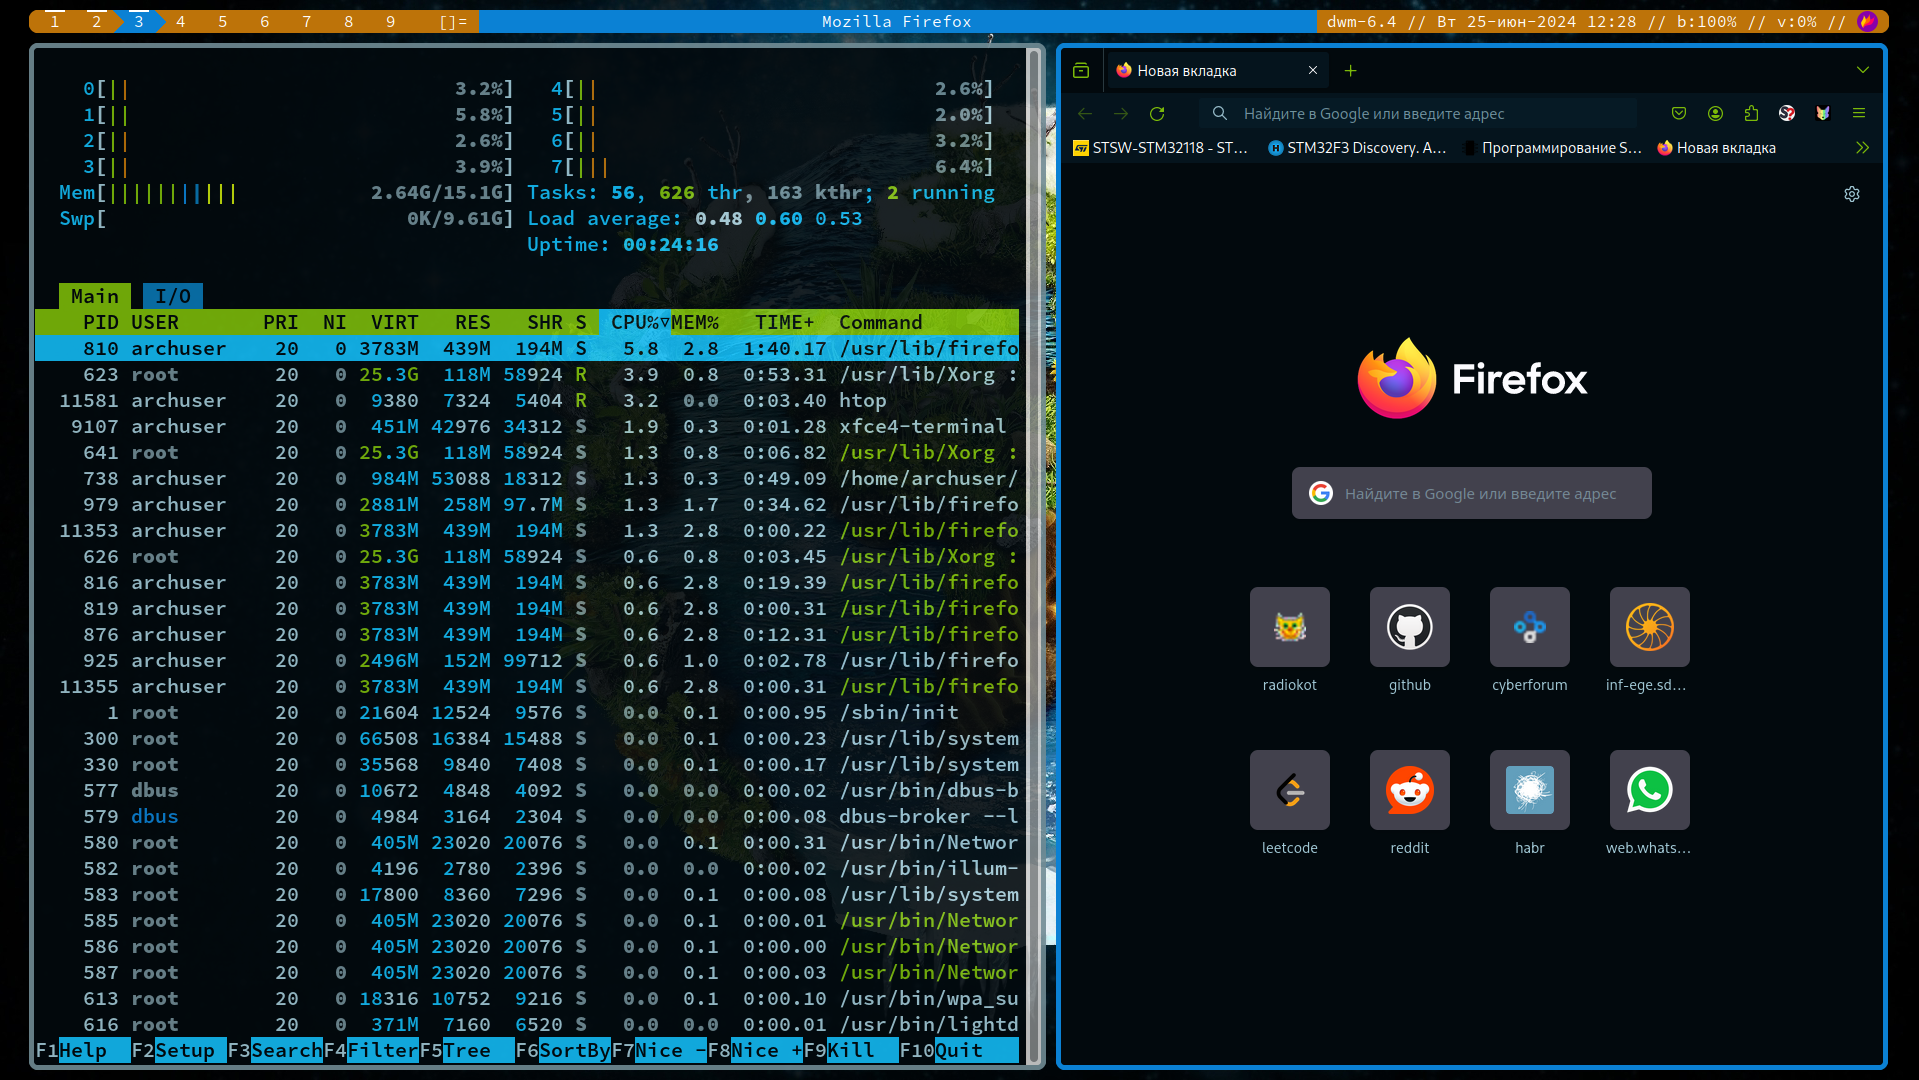 1 2 3 4 5 6 7 8 9 []= Mozilla Firefox dwm-6.4 // Вт 25-июн-2024 12:28 // b:100% // v:0% //
0[|| 3.2%] 4[|| 2.6%]
1[|| 5.8%] 5[|| 2.0%]
2[|| 2.6%] 6[|| 3.2%]
3[|| 3.9%] 7[||| 6.4%]
Mem[||||||||||| 2.64G/15.1G] Tasks: 56, 626 thr, 163 kthr; 2 running
Swp[ 0K/9.61G] Load average: 0.48 0.60 0.53
Uptime: 00:24:16
Main I/O
PID USER PRI NI VIRT RES SHR S CPU%▽MEM% TIME+ Command
810 archuser 20 0 3783M 439M 194M S 5.8 2.8 1:40.17 /usr/lib/firefo
623 root 20 0 25.3G 118M 58924 R 3.9 0.8 0:53.31 /usr/lib/Xorg :
11581 archuser 20 0 9380 7324 5404 R 3.2 0.0 0:03.40 htop
9107 archuser 20 0 451M 42976 34312 S 1.9 0.3 0:01.28 xfce4-terminal
641 root 20 0 25.3G 118M 58924 S 1.3 0.8 0:06.82 /usr/lib/Xorg :
738 archuser 20 0 984M 53088 18312 S 1.3 0.3 0:49.09 /home/archuser/
979 archuser 20 0 2881M 258M 97.7M S 1.3 1.7 0:34.62 /usr/lib/firefo
11353 archuser 20 0 3783M 439M 194M S 1.3 2.8 0:00.22 /usr/lib/firefo
626 root 20 0 25.3G 118M 58924 S 0.6 0.8 0:03.45 /usr/lib/Xorg :
816 archuser 20 0 3783M 439M 194M S 0.6 2.8 0:19.39 /usr/lib/firefo
819 archuser 20 0 3783M 439M 194M S 0.6 2.8 0:00.31 /usr/lib/firefo
876 archuser 20 0 3783M 439M 194M S 0.6 2.8 0:12.31 /usr/lib/firefo
925 archuser 20 0 2496M 152M 99712 S 0.6 1.0 0:02.78 /usr/lib/firefo
11355 archuser 20 0 3783M 439M 194M S 0.6 2.8 0:00.31 /usr/lib/firefo
1 root 20 0 21604 12524 9576 S 0.0 0.1 0:00.95 /sbin/init
300 root 20 0 66508 16384 15488 S 0.0 0.1 0:00.23 /usr/lib/system
330 root 20 0 35568 9840 7408 S 0.0 0.1 0:00.17 /usr/lib/system
577 dbus 20 0 10672 4848 4092 S 0.0 0.0 0:00.02 /usr/bin/dbus-b
579 dbus 20 0 4984 3164 2304 S 0.0 0.0 0:00.08 dbus-broker --l
580 root 20 0 405M 23020 20076 S 0.0 0.1 0:00.31 /usr/bin/Networ
582 root 20 0 4196 2780 2396 S 0.0 0.0 0:00.02 /usr/bin/illum-
583 root 20 0 17800 8360 7296 S 0.0 0.1 0:00.08 /usr/lib/system
585 root 20 0 405M 23020 20076 S 0.0 0.1 0:00.01 /usr/bin/Networ
586 root 20 0 405M 23020 20076 S 0.0 0.1 0:00.00 /usr/bin/Networ
587 root 20 0 405M 23020 20076 S 0.0 0.1 0:00.03 /usr/bin/Networ
613 root 20 0 18316 10752 9216 S 0.0 0.1 0:00.10 /usr/bin/wpa_su
616 root 20 0 371M 7160 6520 S 0.0 0.0 0:00.01 /usr/bin/lightd
F1Help F2Setup F3SearchF4FilterF5Tree F6SortByF7Nice -F8Nice +F9Kill F10Quit
Новая вкладка
Найдите в Google или введите адрес
STSW-STM32118 - ST... STM32F3 Discovery. A... Программирование S... Новая вкладка
Firefox
Найдите в Google или введите адрес
radiokot github cyberforum inf-ege.sd...
leetcode reddit habr web.whats...